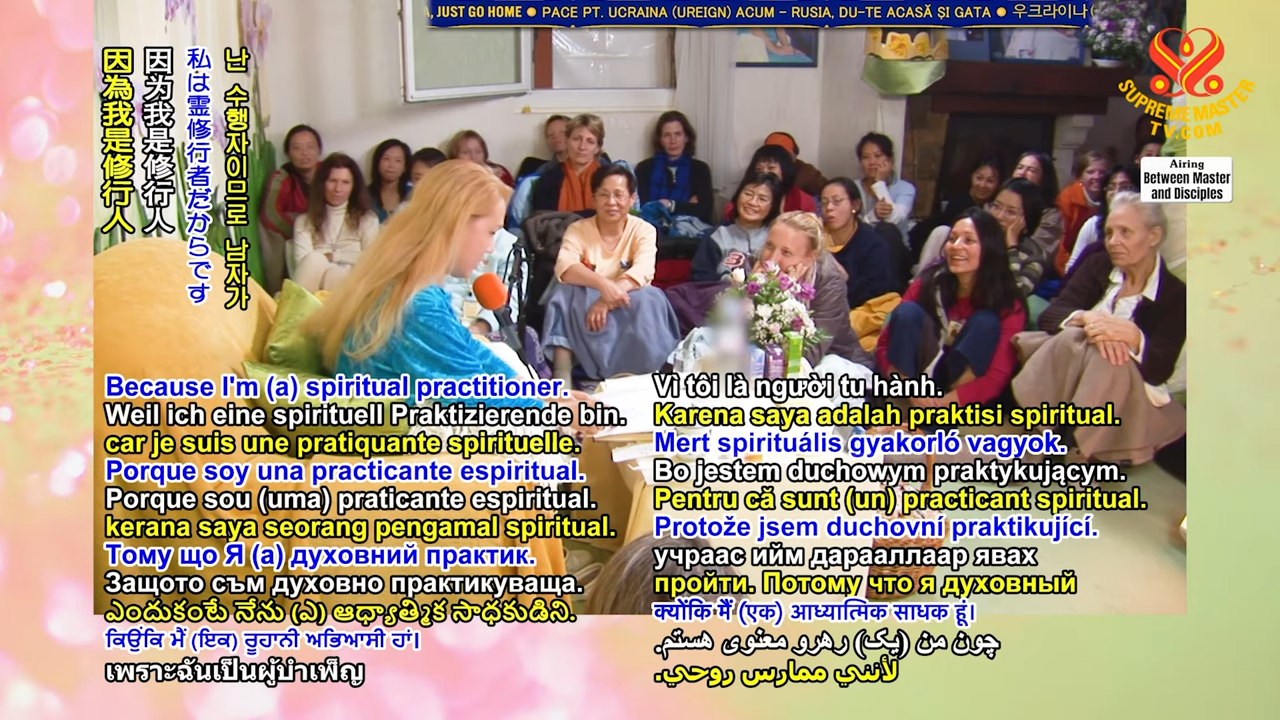 , JUST GO HOME ● PACE PT. UCRAINA (UREIGN) ACUM – RUSIA, DU-TE ACASĂ ȘI GATA ● 우크라이나 (
SUPREME MASTER
TV.COM
Airing
Between Master
and Disciples
난 수행자이므로 남자가
私は霊修行者だからです
因为我是修行人
因為我是修行人
Because I'm (a) spiritual practitioner.
Weil ich eine spirituell Praktizierende bin.
car je suis une pratiquante spirituelle.
Porque soy una practicante espiritual.
Porque sou (uma) praticante espiritual.
kerana saya seorang pengamal spiritual.
Тому що Я (а) духовний практик.
Защото съм духовно практикуваща.
ఎందుకంటే నేను (ఎ) ఆధ్యాత్మిక సాధకుడిని.
ਕਿਉਂਕਿ ਮੈਂ (ਇਕ) ਰੂਹਾਨੀ ਅਭਿਆਸੀ ਹਾਂ।
เพราะฉันเป็นผู้บำเพ็ญ
Vì tôi là người tu hành.
Karena saya adalah praktisi spiritual.
Mert spirituális gyakorló vagyok.
Bo jestem duchowym praktykującym.
Pentru că sunt (un) practicant spiritual.
Protože jsem duchovní praktikující.
учраас ийм дарааллаар явах
пройти. Потому что я духовный
क्योंकि मैं (एक) आध्यात्मिक साधक हूं।
چون من (یک) رهرو معنوی هستم.
لأنني ممارس روحي.